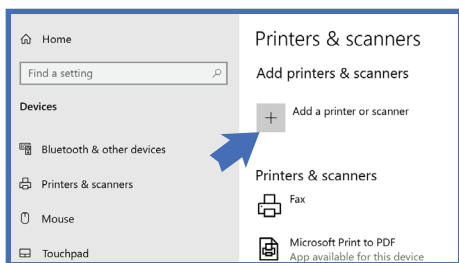 Home
Find a setting
Devices
Bluetooth & other devices
Printers & scanners
Mouse
Touchpad
Printers & scanners
Add printers & scanners
Add a printer or scanner
Printers & scanners
Fax
Microsoft Print to PDF
App available for this device